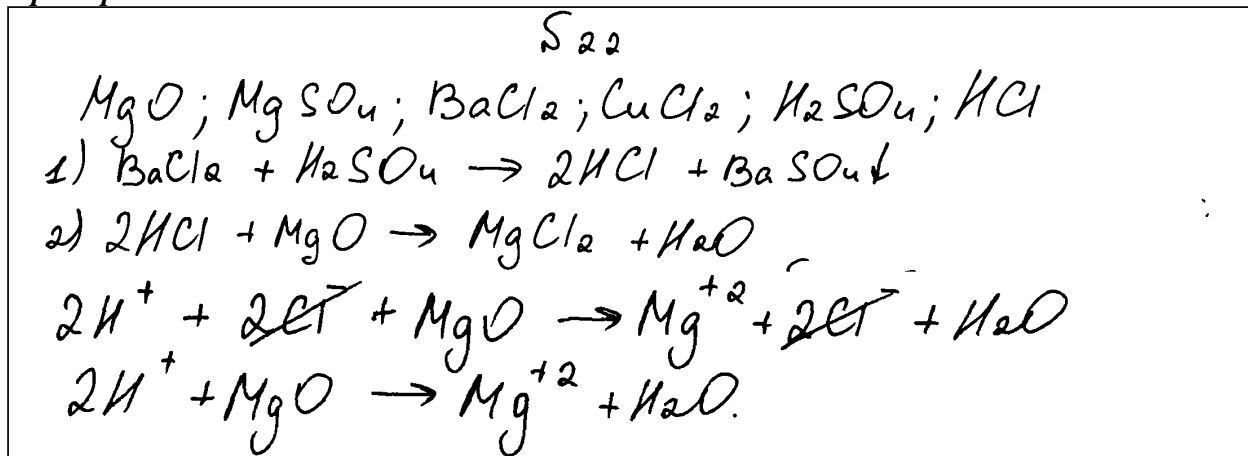 S22
MgO; MgSO4; BaCl2; CuCl2; H2SO4; HCl
1) BaCl2 + H2SO4 → 2HCl + BaSO4↓
2) 2HCl + MgO → MgCl2 + H2O
2H⁺ + 2Cl⁻ + MgO → Mg⁺² + 2Cl⁻ + H2O
2H⁺ + MgO → Mg⁺² + H2O.